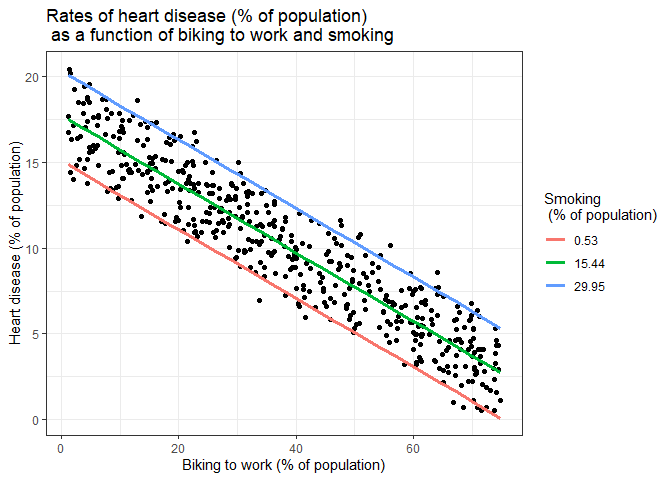 Rates of heart disease (% of population)
as a function of biking to work and smoking
Heart disease (% of population)
20
15
10
5
0
0 20 40 60
Biking to work (% of population)
Smoking
(% of population)
0.53
15.44
29.95